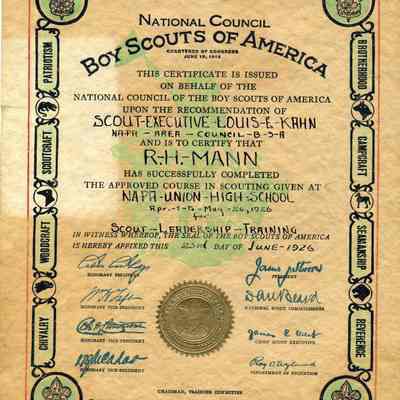 NATIONAL COUNCIL
BOY SCOUTS OF AMERICA
CHARTERED BY CONGRESS
JUNE 15, 1916
THIS CERTIFICATE IS ISSUED
ON BEHALF OF THE
NATIONAL COUNCIL OF THE BOY SCOUTS OF AMERICA
UPON THE RECOMMENDATION OF
SCOUT-EXECUTIVE-LOUIS-E-KAHN
NAPA-AREA-COUNCIL-B-S-A
AND IS TO CERTIFY THAT
R-H-MANN
HAS SUCCESSFULLY COMPLETED
THE APPROVED COURSE IN SCOUTING GIVEN AT
NAPA-UNION-HIGH-SCHOOL
Apr-1-to-May-26,1926
for
SCOUT-LEADERSHIP-TRAINING
IN WITNESS WHEREOF, THE SEAL OF THE BOY SCOUTS OF AMERICA
IS HEREBY AFFIXED THIS DAY OF JUNE-1926
HONORARY PRESIDENT
PRESIDENT
HONORARY VICE-PRESIDENT
Dan Beard
NATIONAL SCOUT COMMISSIONER
HONORARY VICE-PRESIDENT
James E. West
CHIEF SCOUT EXECUTIVE
HONORARY VICE-PRESIDENT
DEPARTMENT OF EDUCATION
CHAIRMAN, TRAINING COMMITTEE
PATRIOTISM
SCOUTCRAFT
WOODCRAFT
CHIVALRY
BROTHERHOOD
CAMPCRAFT
SEAMANSHIP
REVERENCE